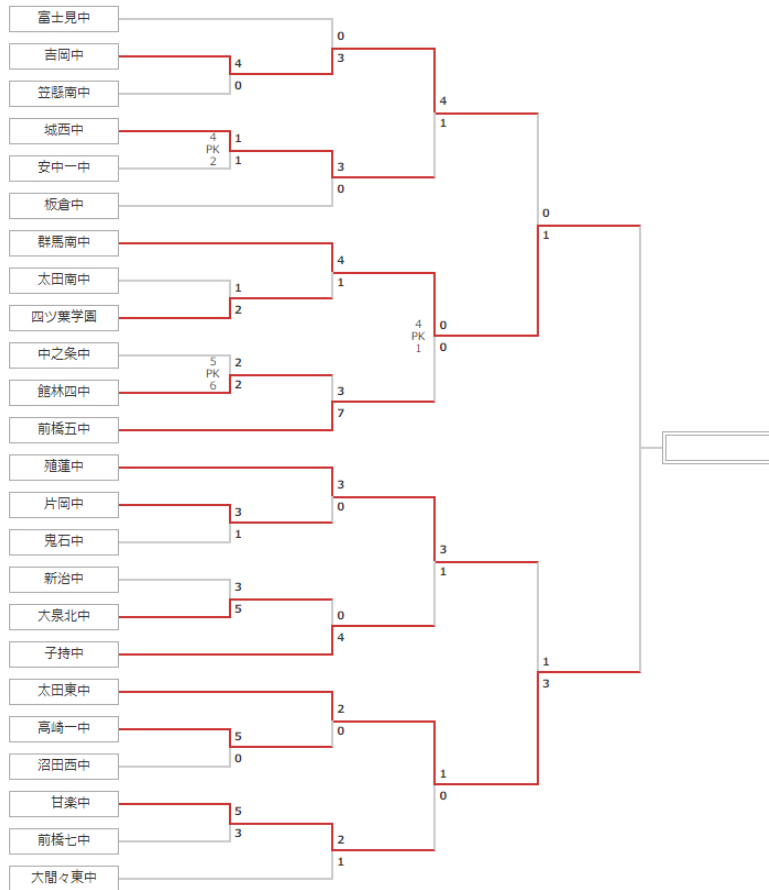 富士見中
0
吉岡中
4
3
笠懸南中
0
4
城西中
4
PK
2
1
1
1
安中一中
3
0
板倉中
0
1
群馬南中
4
1
太田南中
1
2
四ツ葉学園
4
PK
1
0
0
中之条中
5
PK
6
2
2
館林四中
3
7
前橋五中
殖蓮中
3
0
片岡中
3
1
鬼石中
3
1
新治中
3
5
大泉北中
0
4
子持中
1
3
太田東中
2
0
高崎一中
5
0
沼田西中
1
0
甘楽中
5
3
前橋七中
2
1
大間々東中